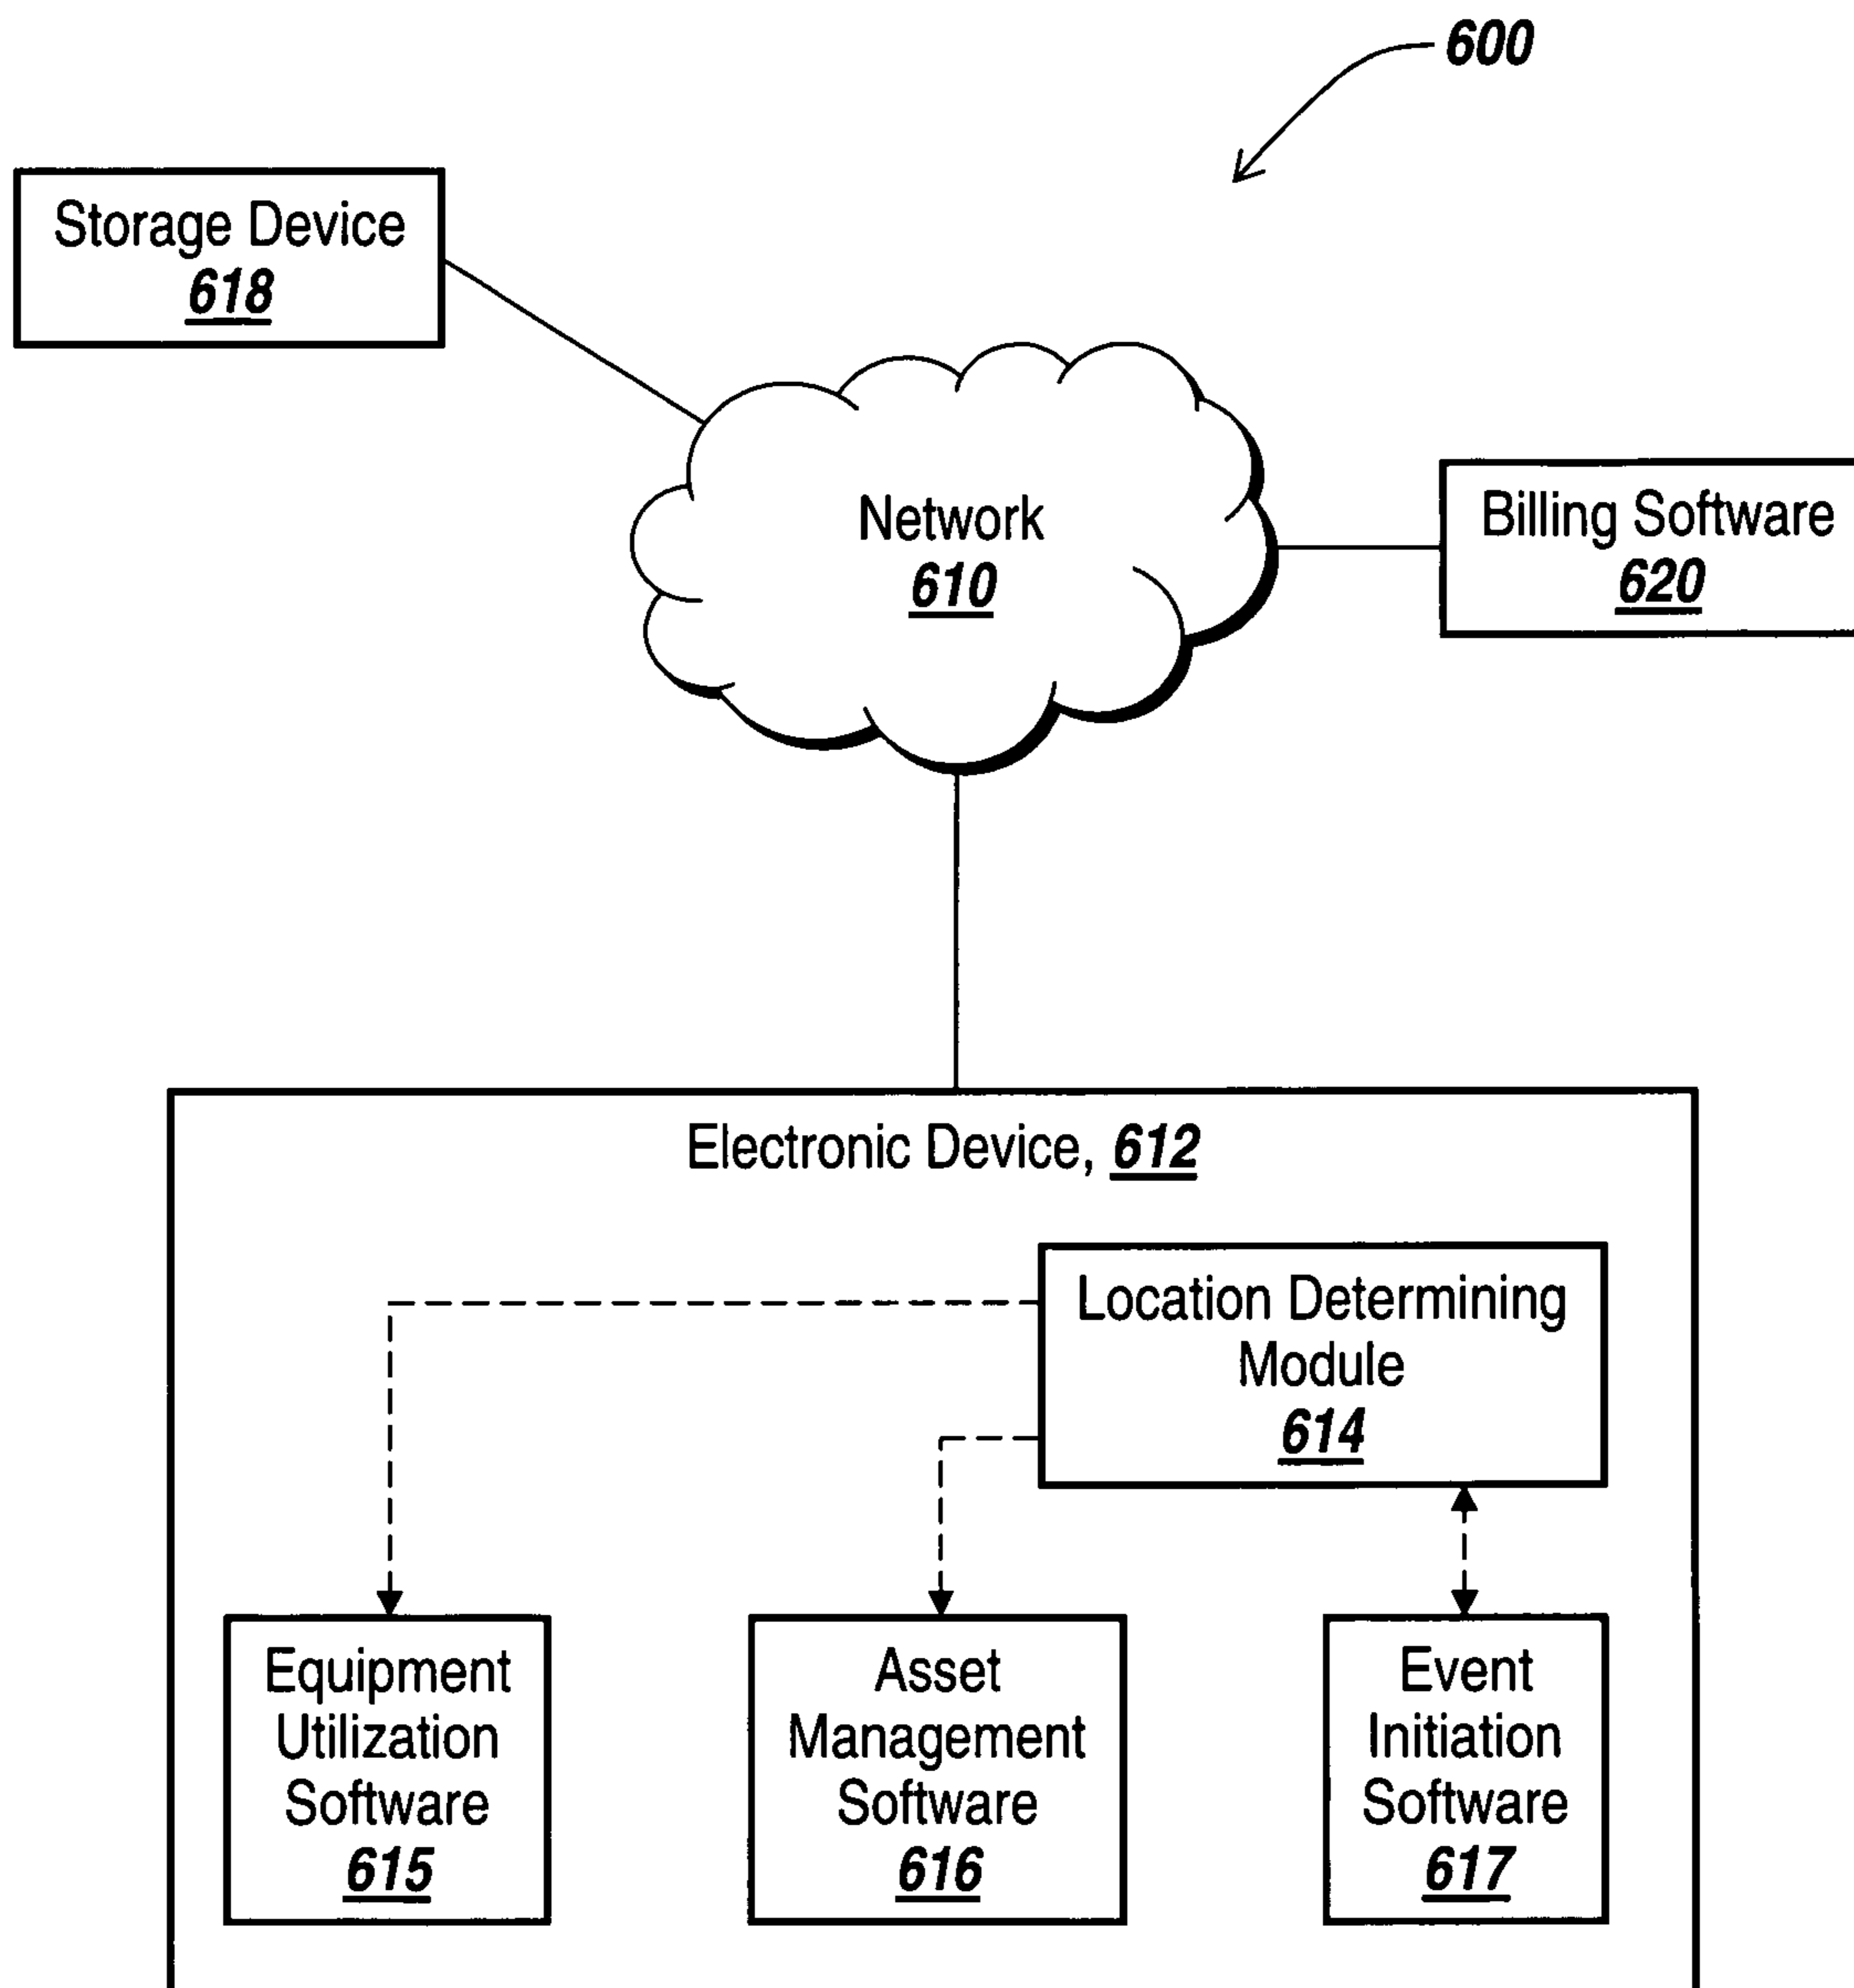 600
Storage Device
618
Network
610
Billing Software
620
Electronic Device, 612
Location Determining
Module
614
Equipment
Utilization
Software
615
Asset
Management
Software
616
Event
Initiation
Software
617